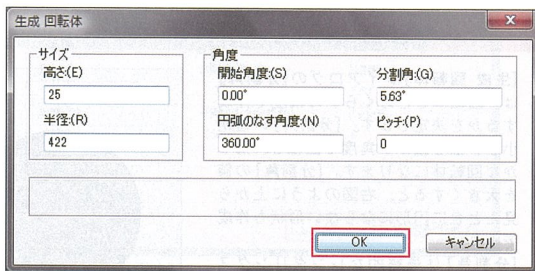 生成 回転体
サイズ
高さ:(E)
25
半径:(R)
422
角度
開始角度:(S)
0.00°
円弧のなす角度:(N)
360.00°
分割角:(G)
5.63°
ピッチ:(P)
0
OK
キャンセル